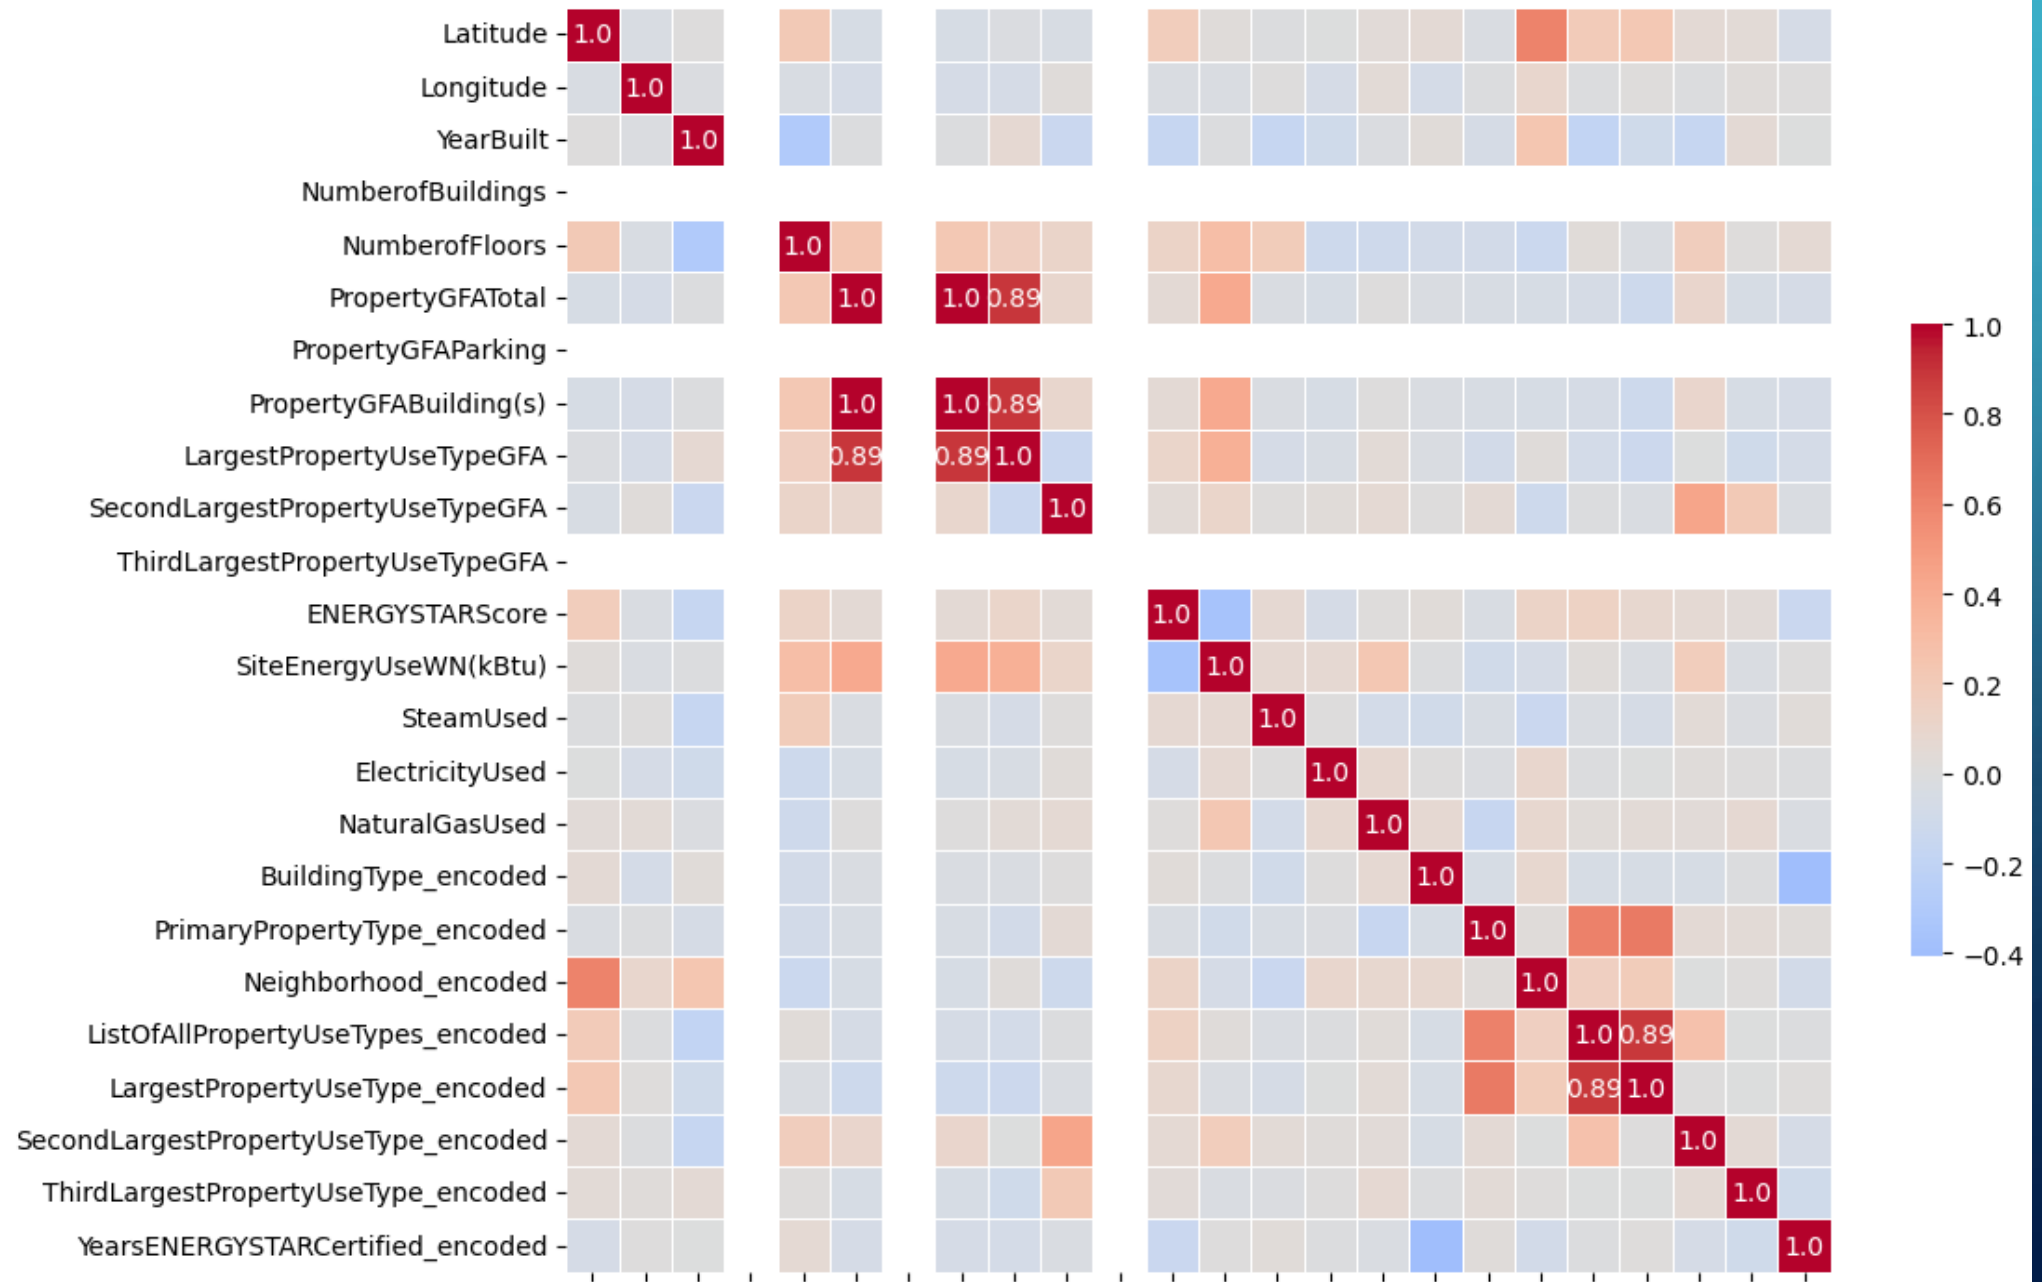 Latitude 1.0
Longitude 1.0
YearBuilt 1.0
NumberofBuildings
NumberofFloors 1.0
PropertyGFATotal 1.0 1.0 0.89
PropertyGFAParking
PropertyGFABuilding(s) 1.0 1.0 0.89
LargestPropertyUseTypeGFA 0.89 0.89 1.0
SecondLargestPropertyUseTypeGFA 1.0
ThirdLargestPropertyUseTypeGFA
ENERGYSTARScore 1.0
SiteEnergyUseWN(kBtu) 1.0
SteamUsed 1.0
ElectricityUsed 1.0
NaturalGasUsed 1.0
BuildingType_encoded 1.0
PrimaryPropertyType_encoded 1.0
Neighborhood_encoded 1.0
ListOfAllPropertyUseTypes_encoded 1.0 0.89
LargestPropertyUseType_encoded 0.89 1.0
SecondLargestPropertyUseType_encoded 1.0
ThirdLargestPropertyUseType_encoded 1.0
YearsENERGYSTARCertified_encoded 1.0
1.0
0.8
0.6
0.4
0.2
0.0
−0.2
−0.4